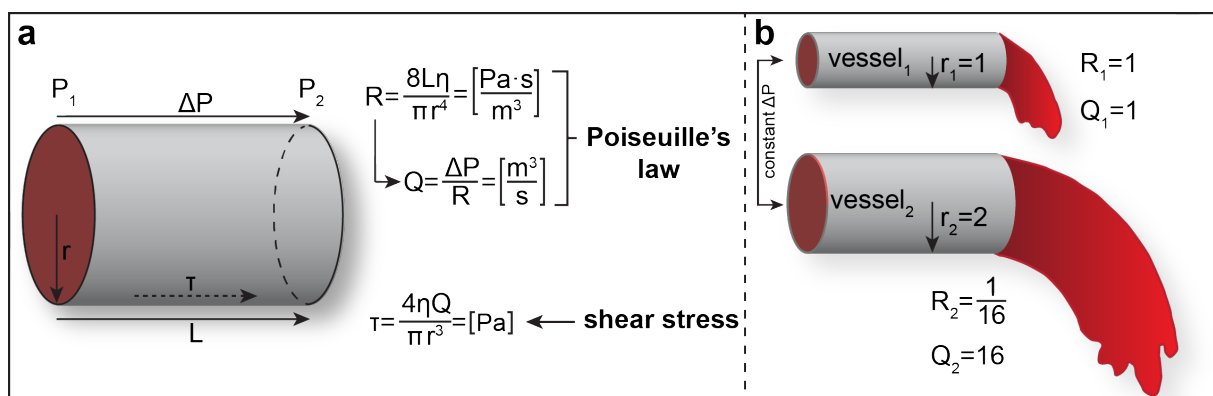 a
P₁
ΔP
P₂
r
τ
L
R=8Lη/πr⁴=[Pa·s/m³]
Q=ΔP/R=[m³/s]
Poiseuille's
law
τ=4ηQ/πr³=[Pa]
shear stress
b
constant ΔP
vessel₁
r₁=1
R₁=1
Q₁=1
vessel₂
r₂=2
R₂=1/16
Q₂=16